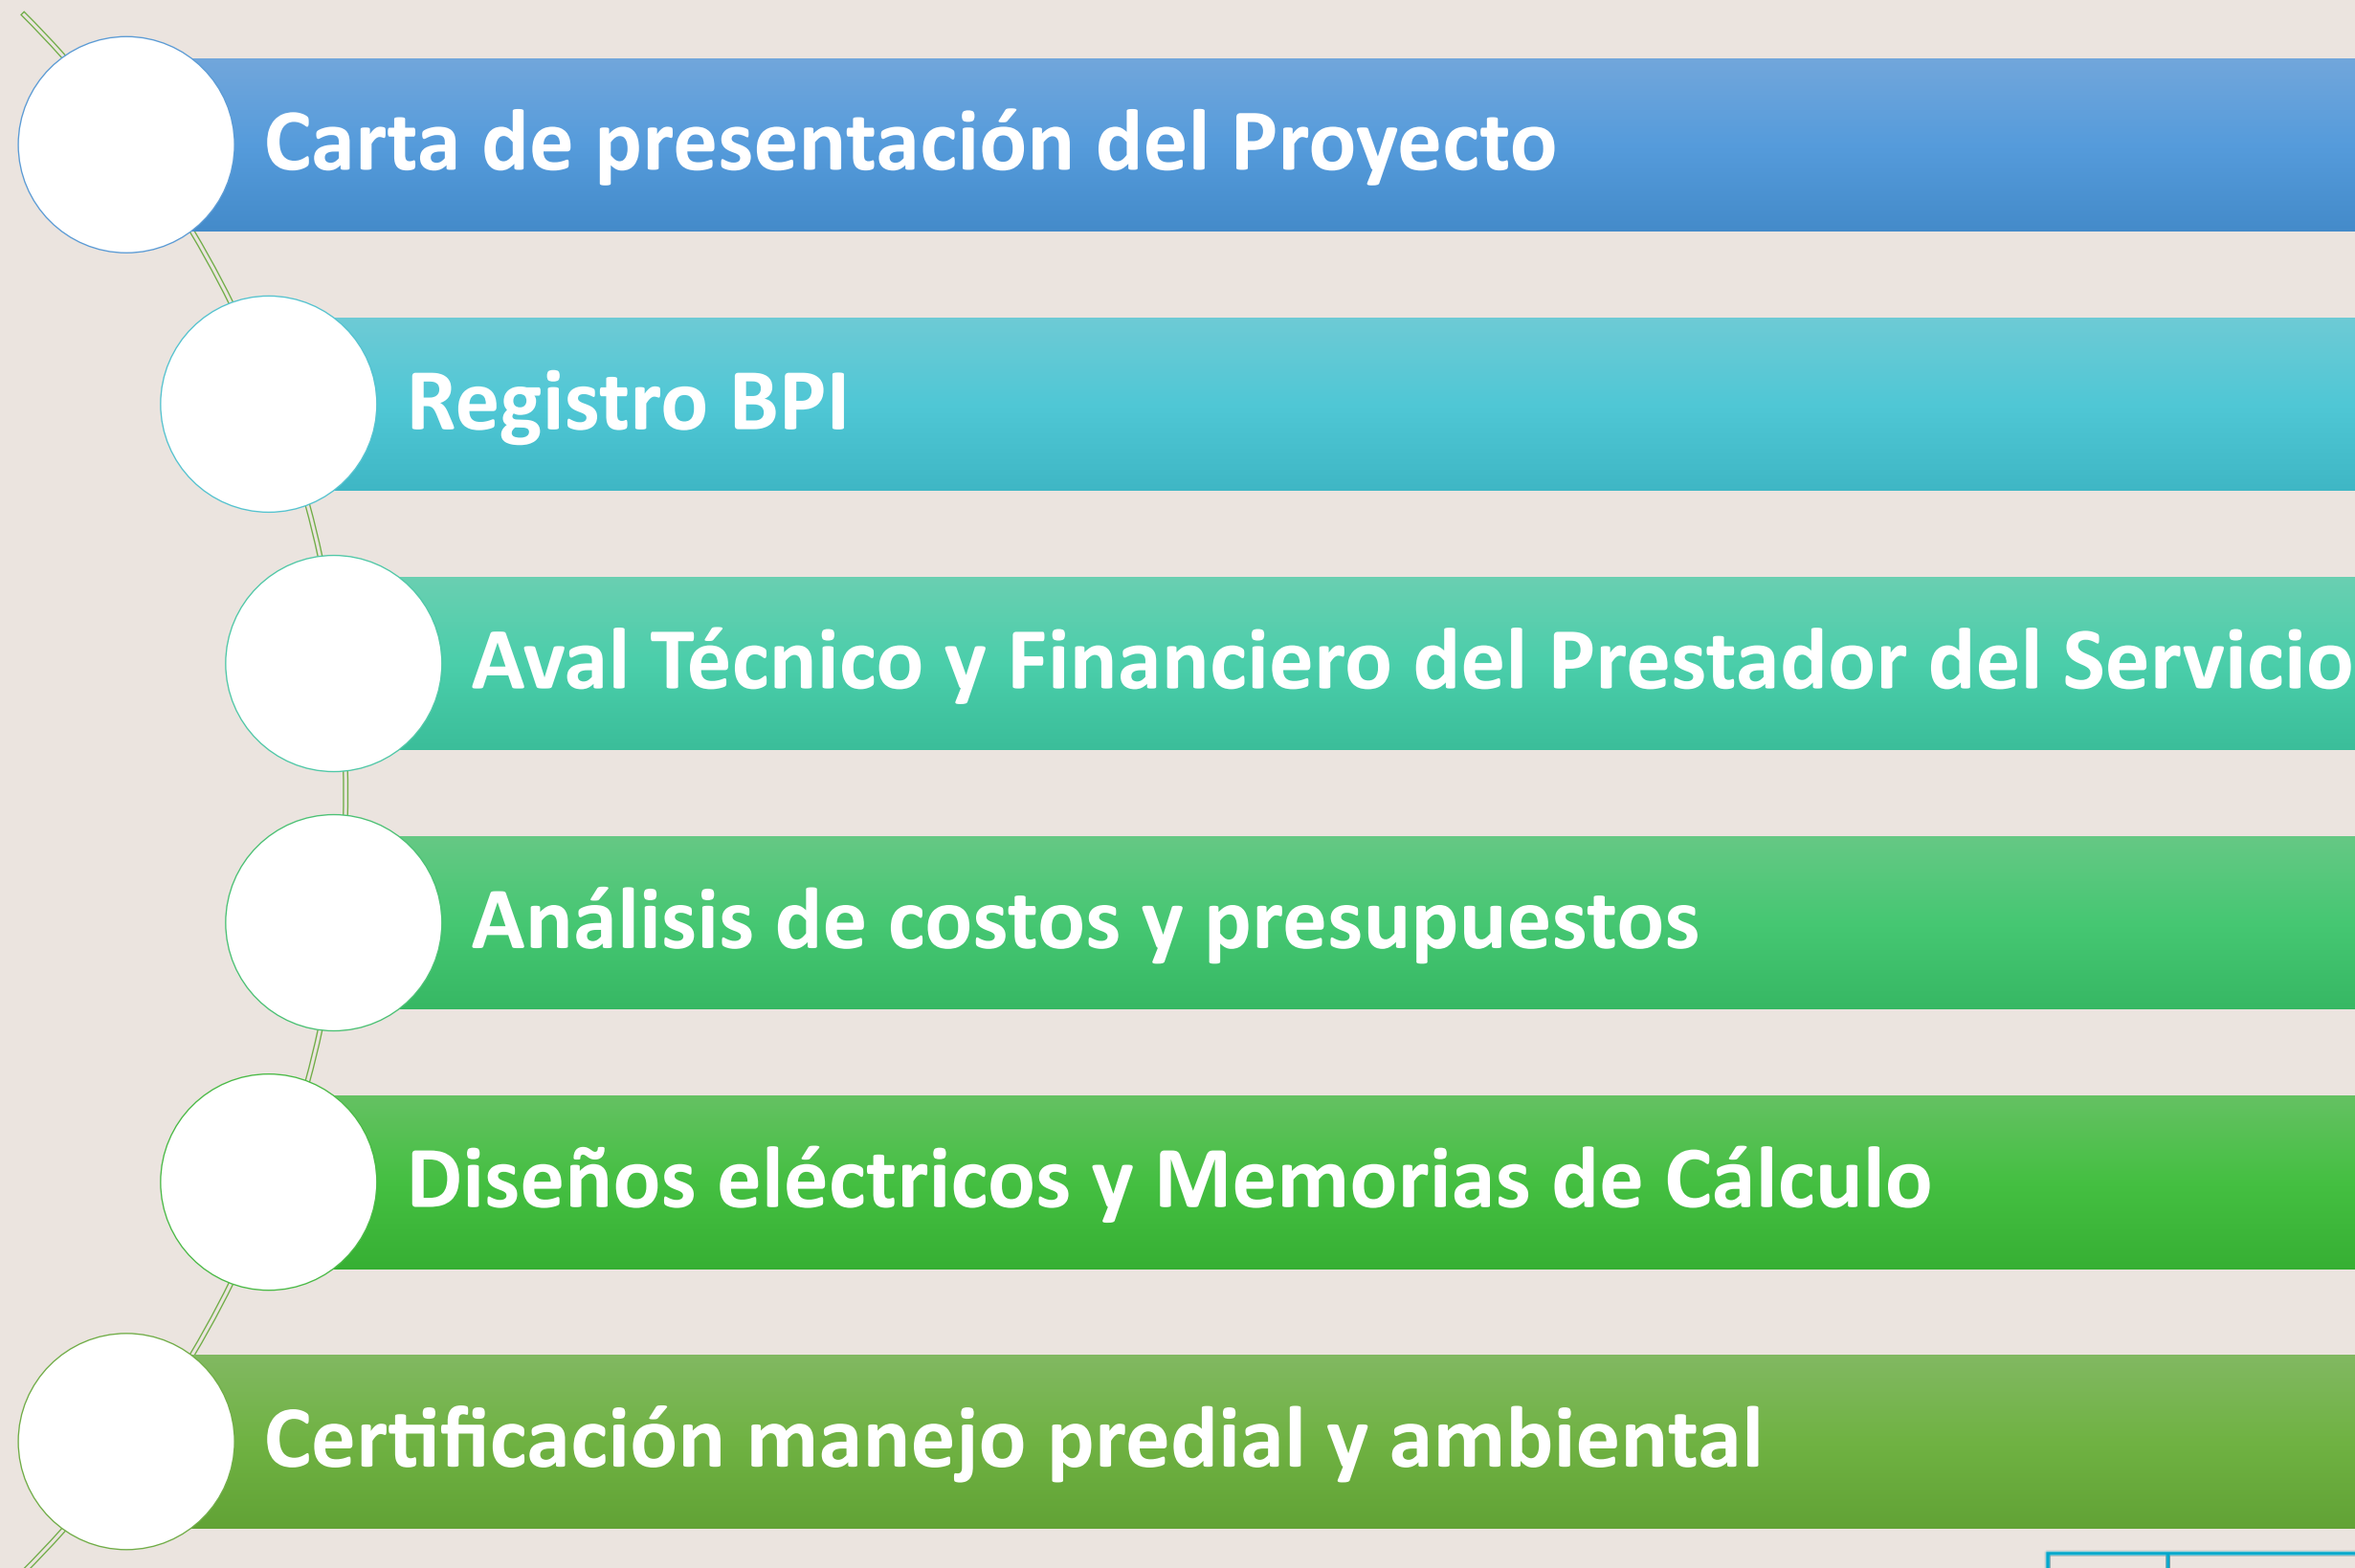 Carta de presentación del Proyecto
Registro BPI
Aval Técnico y Financiero del Prestador del Servicio
Análisis de costos y presupuestos
Diseños eléctricos y Memorias de Cálculo
Certificación manejo predial y ambiental